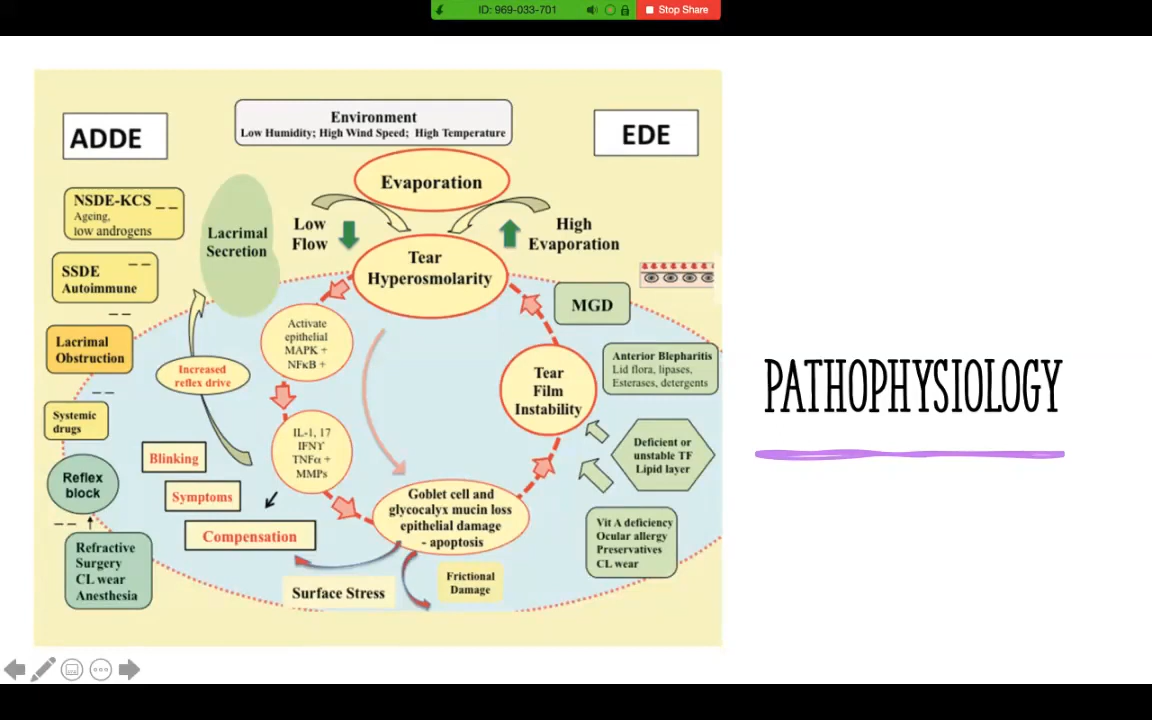 ID: 969-033-701
Stop Share
ADDE
Environment
Low Humidity; High Wind Speed; High Temperature
EDE
Evaporation
NSDE-KCS
Ageing,
low androgens
Lacrimal
Secretion
Low
Flow
High
Evaporation
Tear
Hyperosmolarity
SSDE
Autoimmune
MGD
Activate
epithelial
MAPK +
NFκB +
Lacrimal
Obstruction
Increased
reflex drive
Tear
Film
Instability
Anterior Blepharitis
Lid flora, lipases,
Esterases, detergents
PATHOPHYSIOLOGY
Systemic
drugs
IL-1, 17
IFNϒ
TNFα +
MMPs
Blinking
Deficient or
unstable TF
Lipid layer
Reflex
block
Symptoms
Goblet cell and
glycocalyx mucin loss
epithelial damage
- apoptosis
Compensation
Vit A deficiency
Ocular allergy
Preservatives
CL wear
Refractive
Surgery
CL wear
Anesthesia
Surface Stress
Frictional
Damage